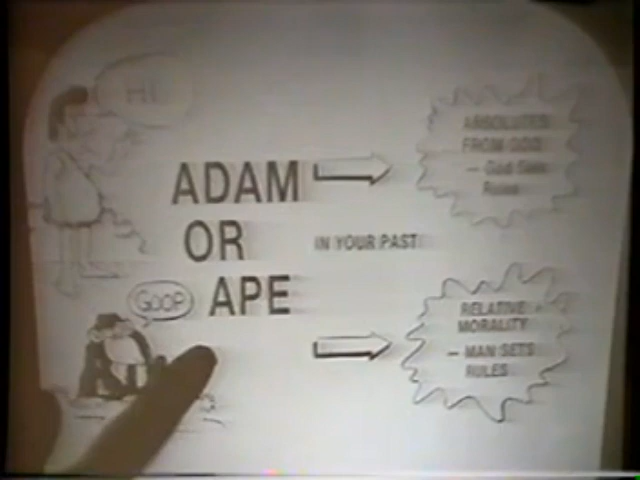 HI
ABSOLUTES
FROM GOD
— God Sets
Rules
ADAM
OR
APE
IN YOUR PAST
GOOP
RELATIVE
MORALITY
— MAN SETS
RULES